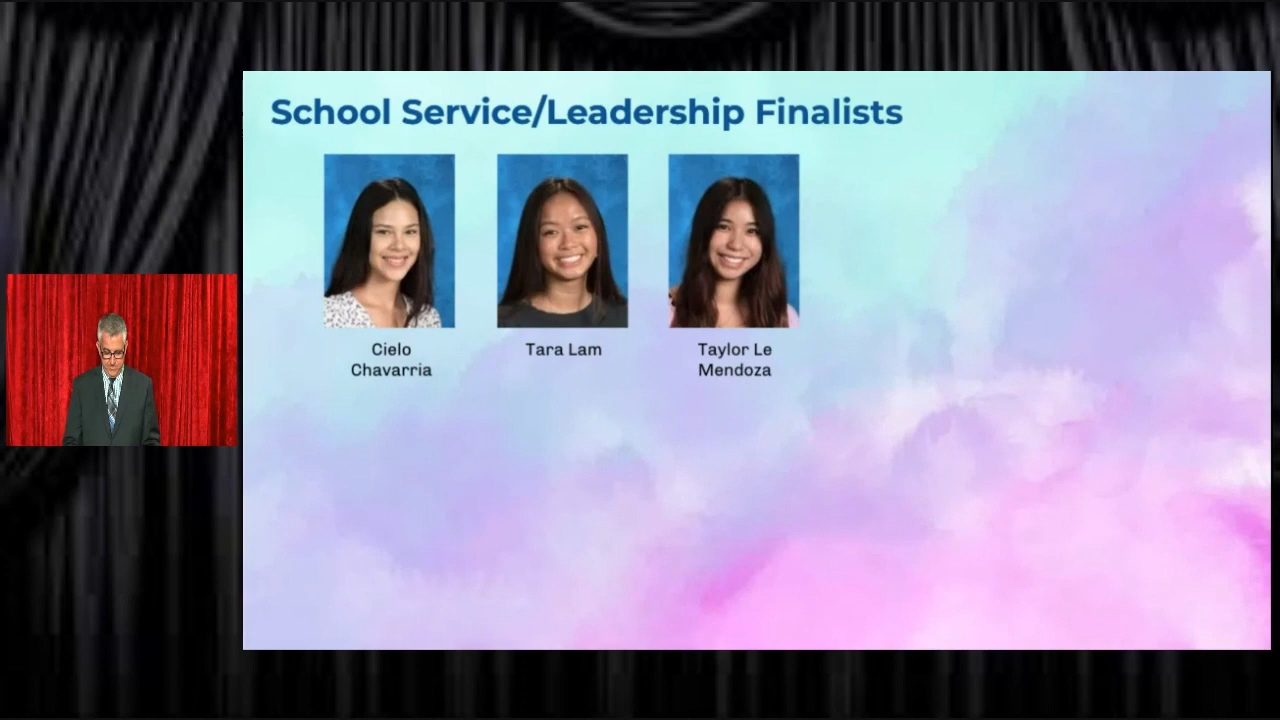 School Service/Leadership Finalists
Cielo
Chavarria
Tara Lam
Taylor Le
Mendoza